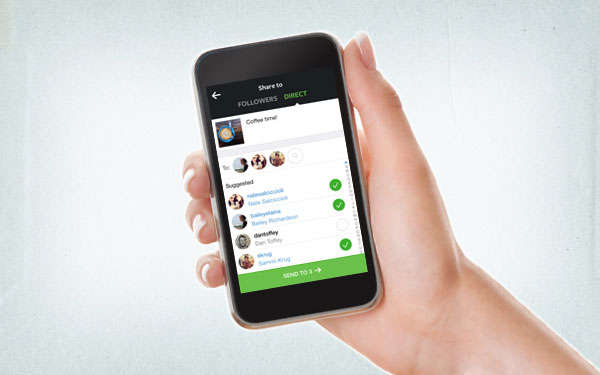 Share to
FOLLOWERS DIRECT
Coffee time!
To:
Suggested
natesalciccioli
Nate Salciccioli
baileyelaine
Bailey Richardson
dantoffey
Dan Toffey
skrug
Sammi Krug
SEND TO 3 →